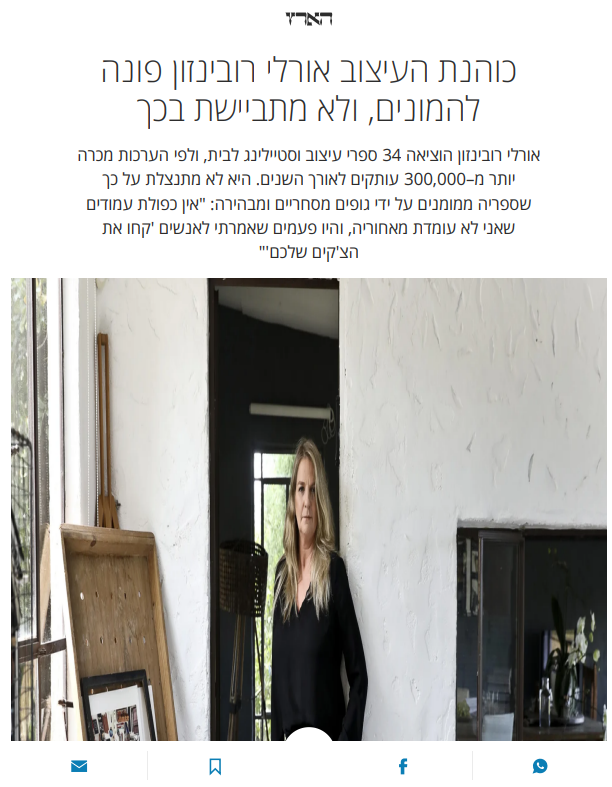 הארץ
כוהנת העיצוב אורלי רובינזון פונה
להמונים, ולא מתביישת בכך
אורלי רובינזון הוציאה 34 ספרי עיצוב וסטיילינג לבית, ולפי הערכות מכרה
יותר מ–300,000 עותקים לאורך השנים. היא לא מתנצלת על כך
שספריה ממומנים על ידי גופים מסחריים ומבהירה: "אין כפולת עמודים
שאני לא עומדת מאחוריה, והיו פעמים שאמרתי לאנשים 'קחו את
הצ'קים שלכם'"